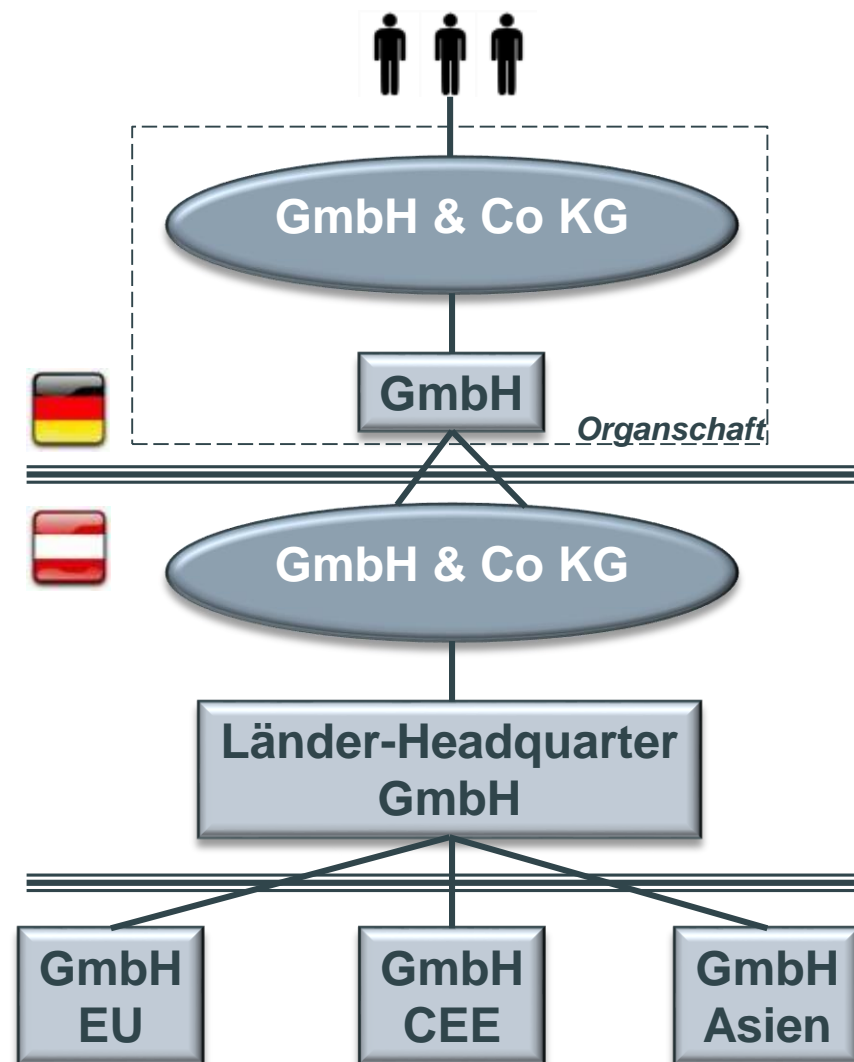 GmbH & Co KG
GmbH
Organschaft
GmbH & Co KG
Länder-Headquarter
GmbH
GmbH
EU
GmbH
CEE
GmbH
Asien